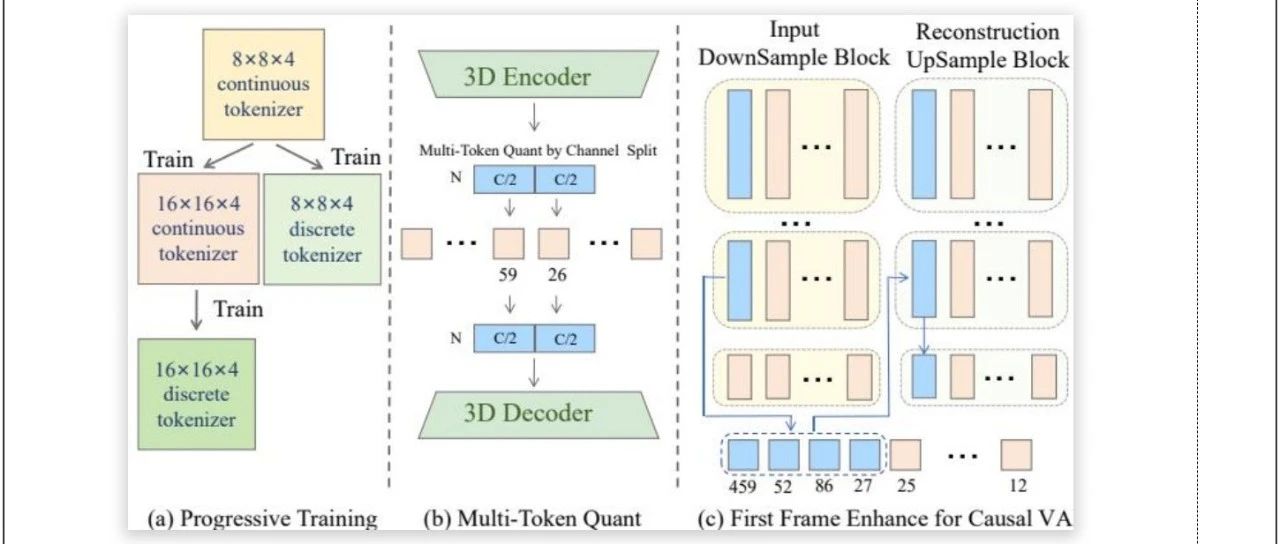 8×8×4
continuous
tokenizer
Train
Train
16×16×4
continuous
tokenizer
8×8×4
discrete
tokenizer
Train
16×16×4
discrete
tokenizer
(a) Progressive Training
3D Encoder
Multi-Token Quant by Channel Split
N C/2 C/2
...
...
59 26
N C/2 C/2
3D Decoder
(b) Multi-Token Quant
Input
DownSample Block
Reconstruction
UpSample Block
...
...
...
...
...
...
...
...
...
459 52 86 27 25 12
(c) First Frame Enhance for Causal VA